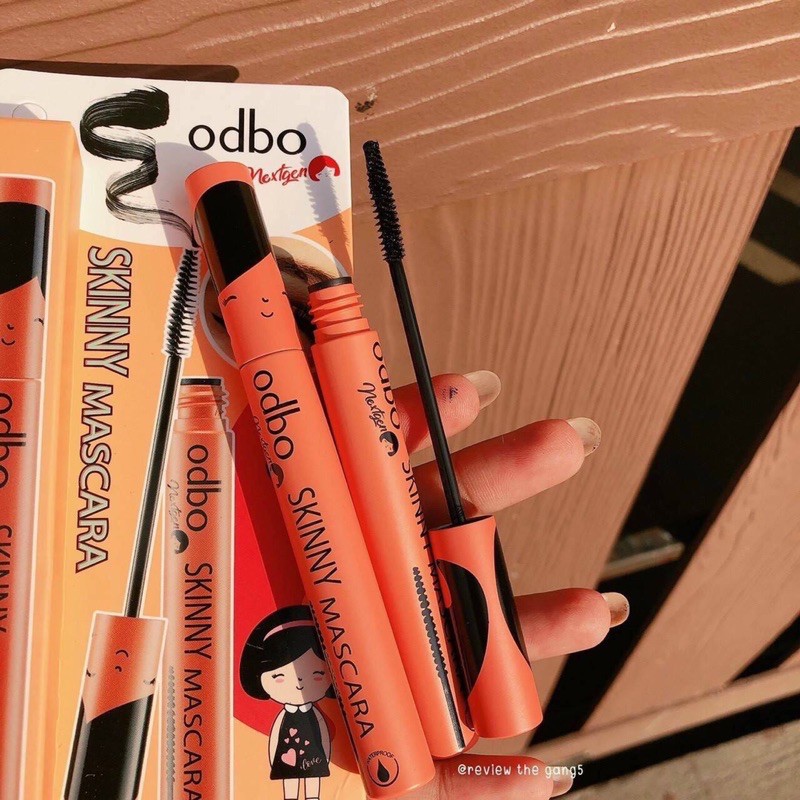 odbo
Nextgen
SKINNY MASCARA
odbo
Nextgen
SKINNY MASCARA
odbo
SKINNY
odbo
SKINNY MASCARA
WATERPROOF
odbo
Nextgen
SKINNY
love
@review the gang5